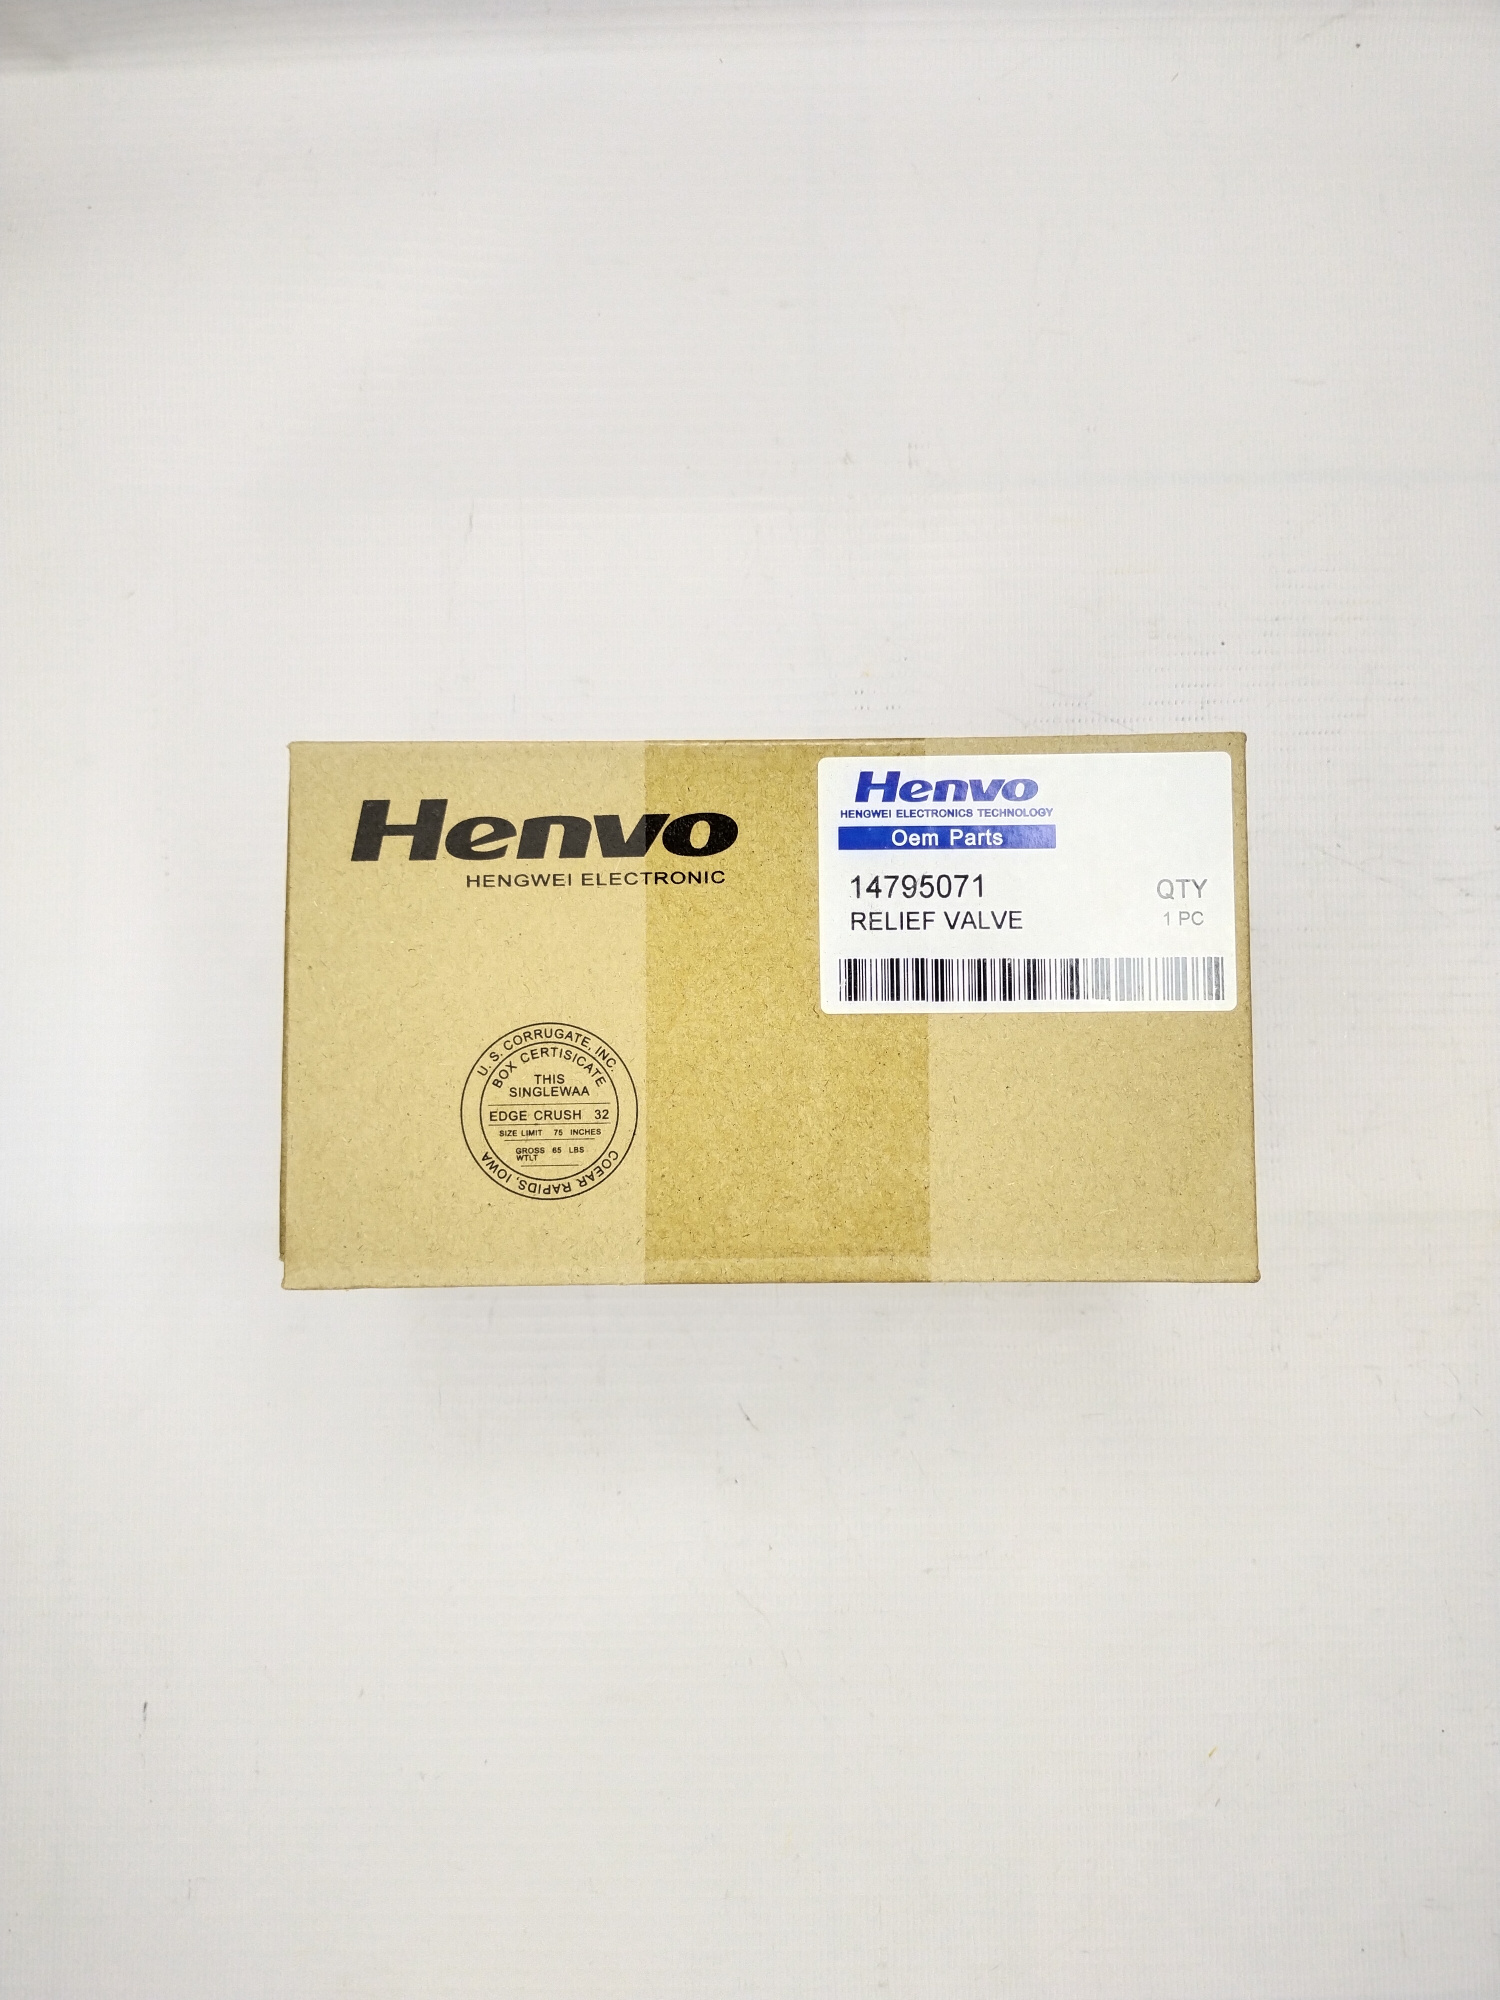 Henvo
HENGWEI ELECTRONIC
Henvo
HENGWEI ELECTRONICS TECHNOLOGY
Oem Parts
14795071 QTY
RELIEF VALVE 1 PC
U.S.CORRUGATE, INC.
BOX CERTISICATE
THIS
SINGLEWAA
EDGE CRUSH 32
SIZE LIMIT 75 INCHES
GROSS 65 LBS
WTLT
COEAR RAPIDS, IOWA